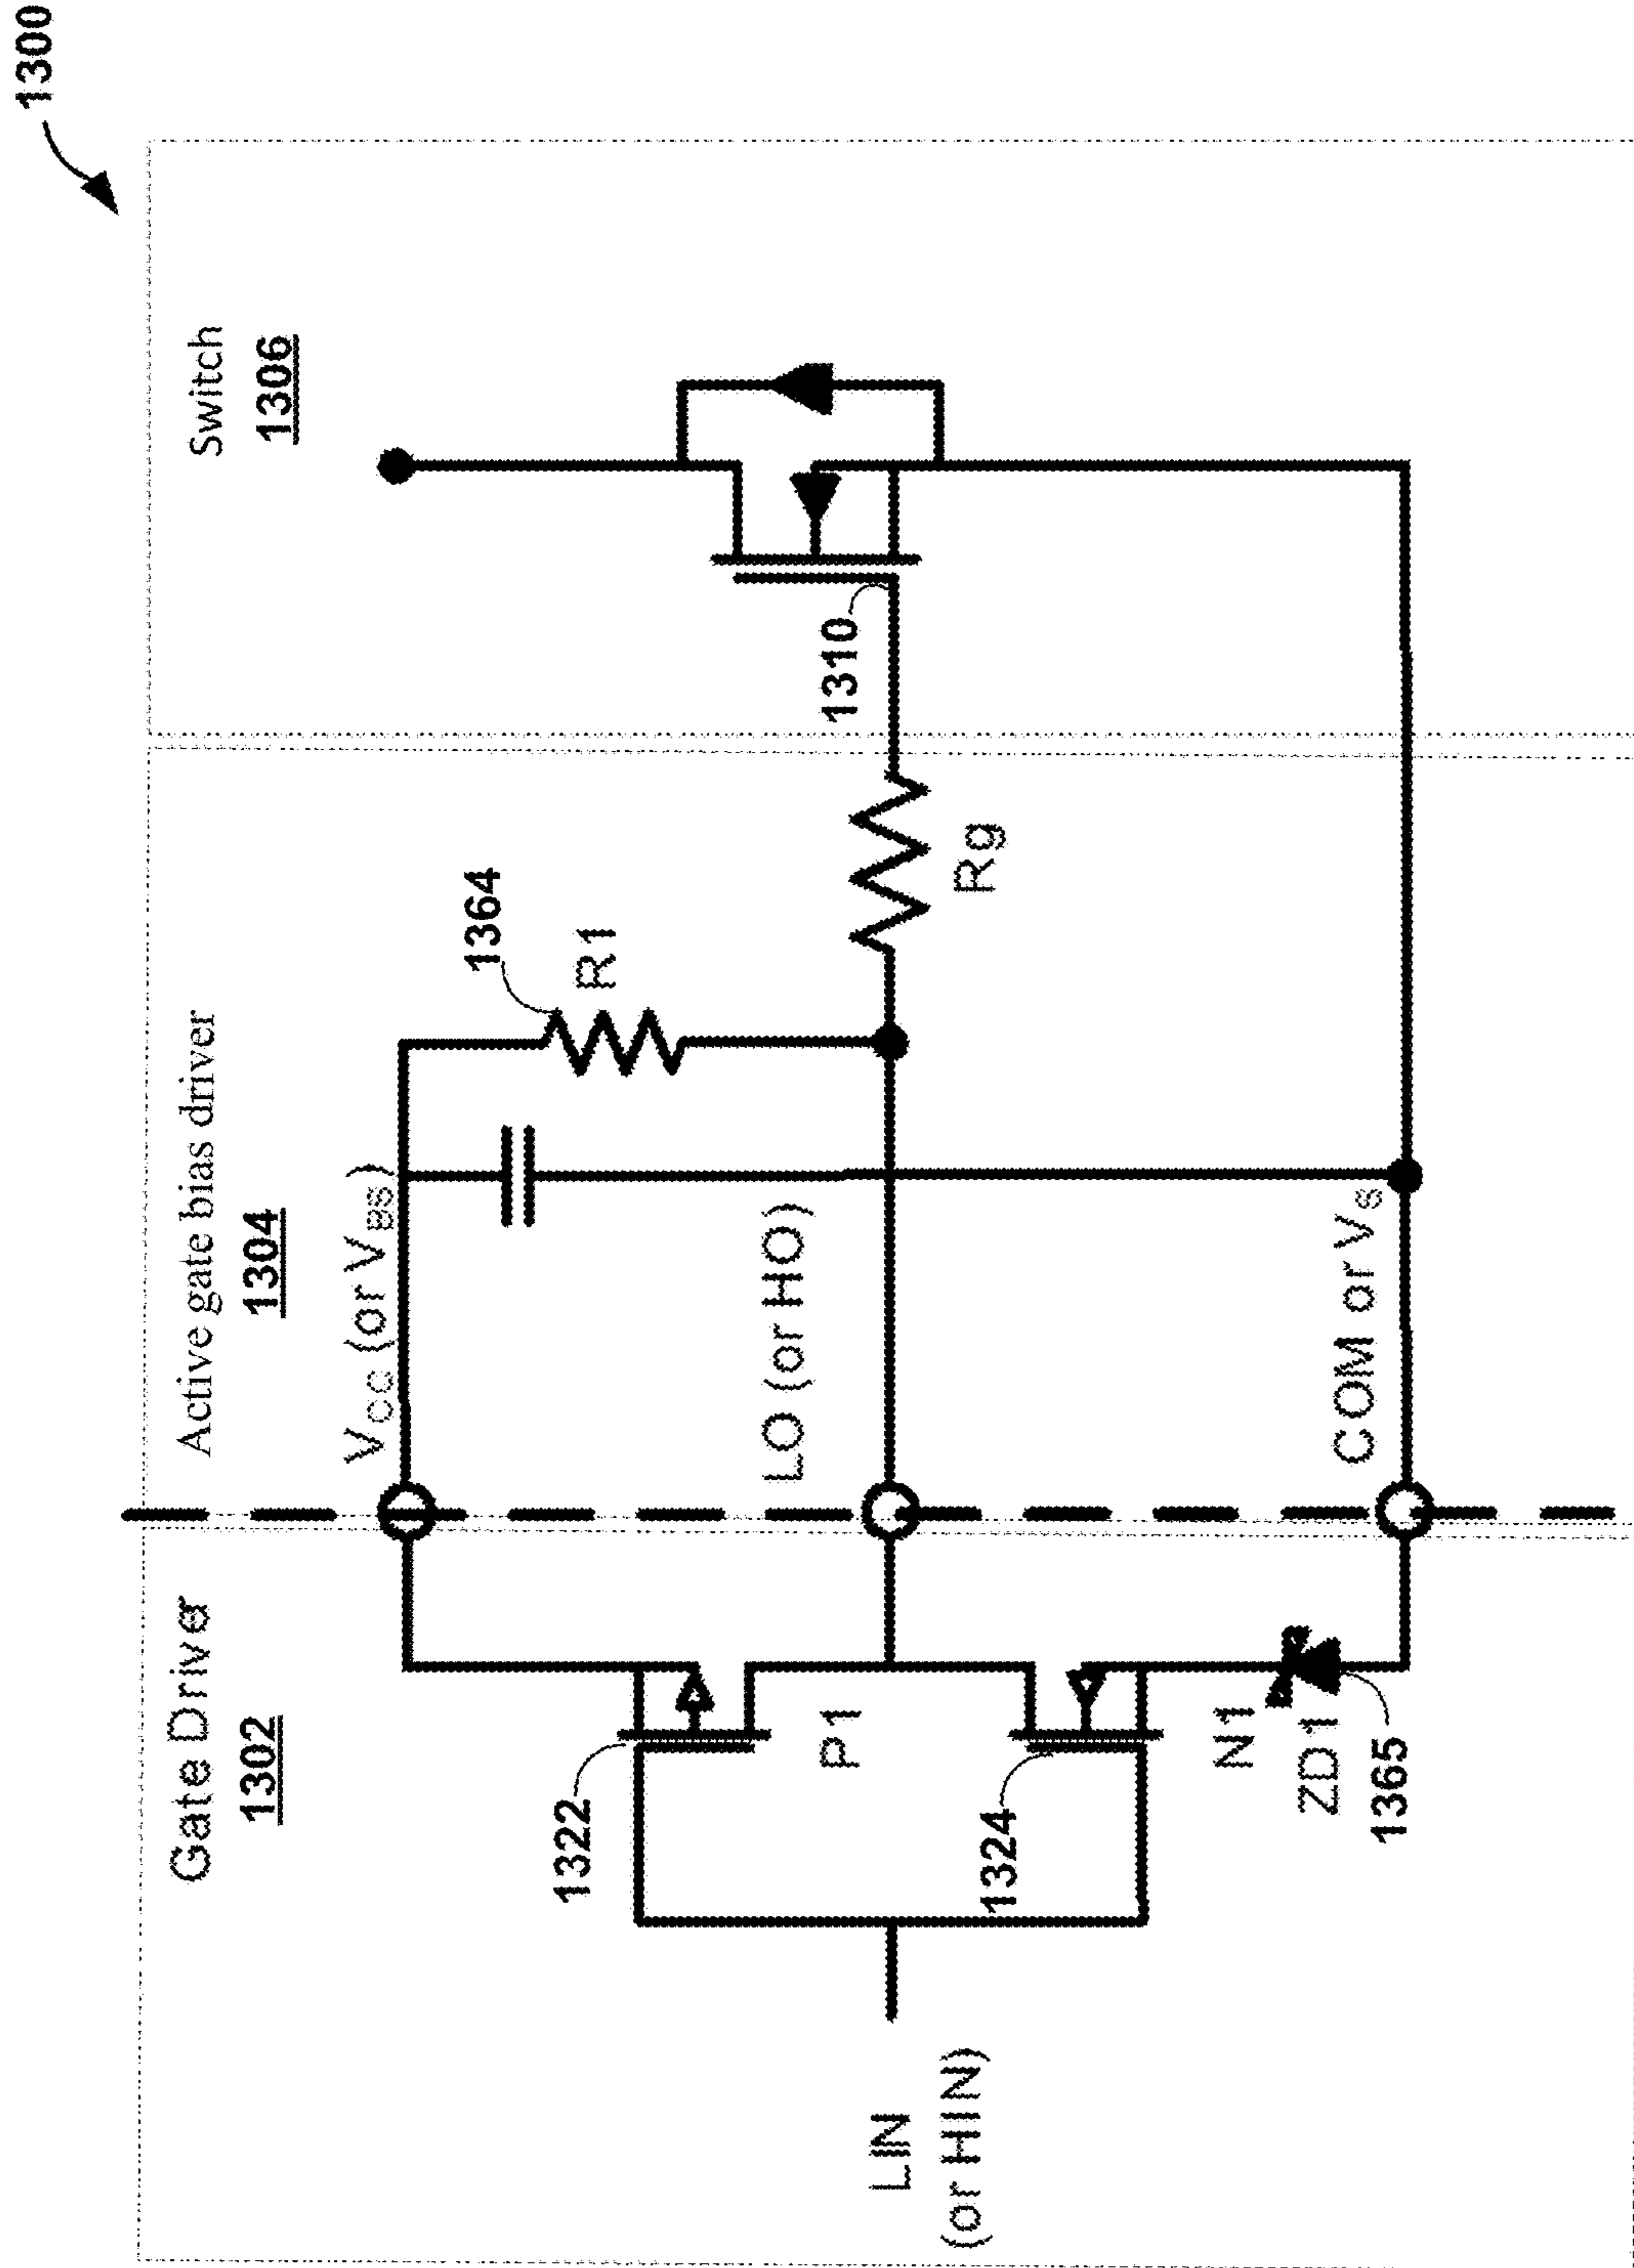 1300
Gate Driver
1302
Active gate bias driver
1304
Switch
1306
VCC (or VBS)
1364
R1
1322
P1
LO (or HO)
1310
Rg
LIN
(or HIN)
1324
N1
ZD1
1365
COM or VS